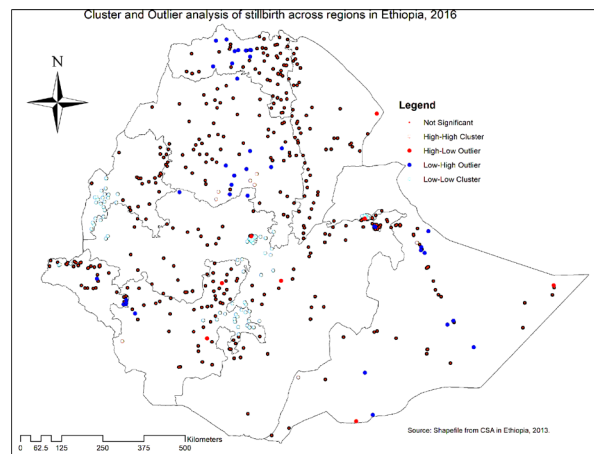 Cluster and Outlier analysis of stillbirth across regions in Ethiopia, 2016
N
Legend
Not Significant
High-High Cluster
High-Low Outlier
Low-High Outlier
Low-Low Cluster
Kilometers
0 62.5 125 250 375 500
Source: Shapefile from CSA in Ethiopia, 2013.